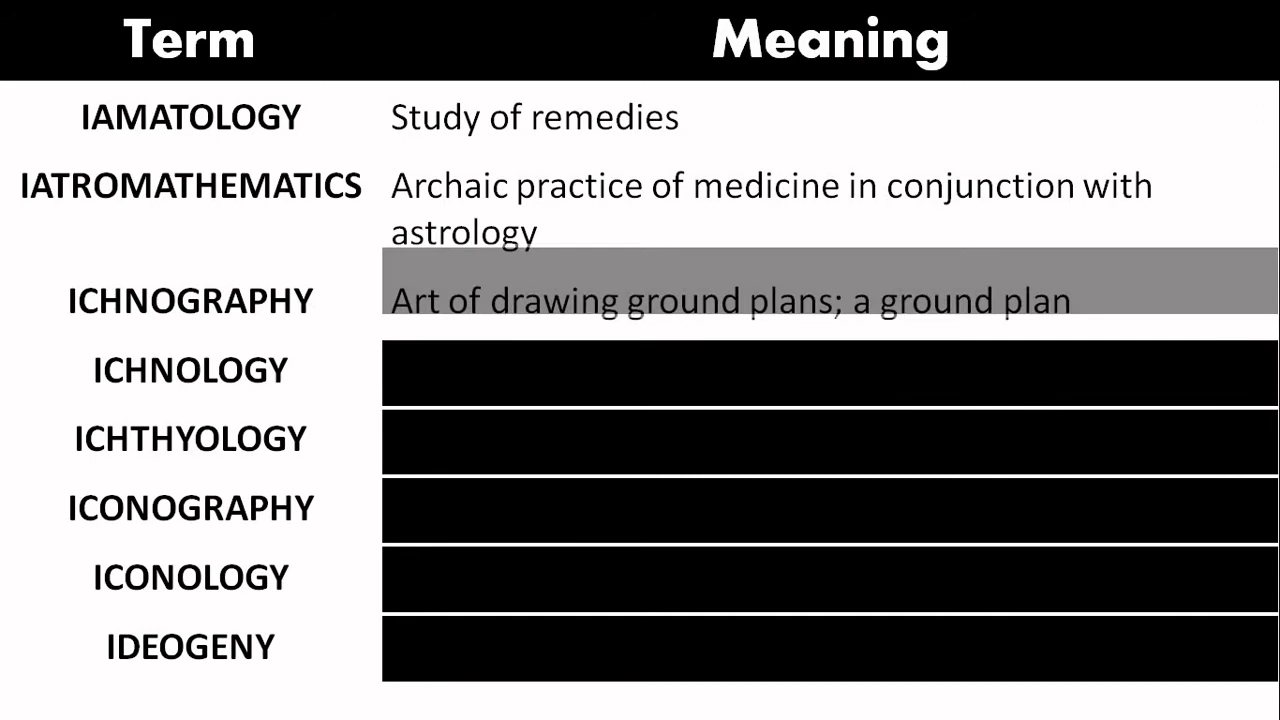 Term Meaning
IAMATOLOGY Study of remedies
IATROMATHEMATICS Archaic practice of medicine in conjunction with
astrology
ICHNOGRAPHY Art of drawing ground plans; a ground plan
ICHNOLOGY
ICHTHYOLOGY
ICONOGRAPHY
ICONOLOGY
IDEOGENY